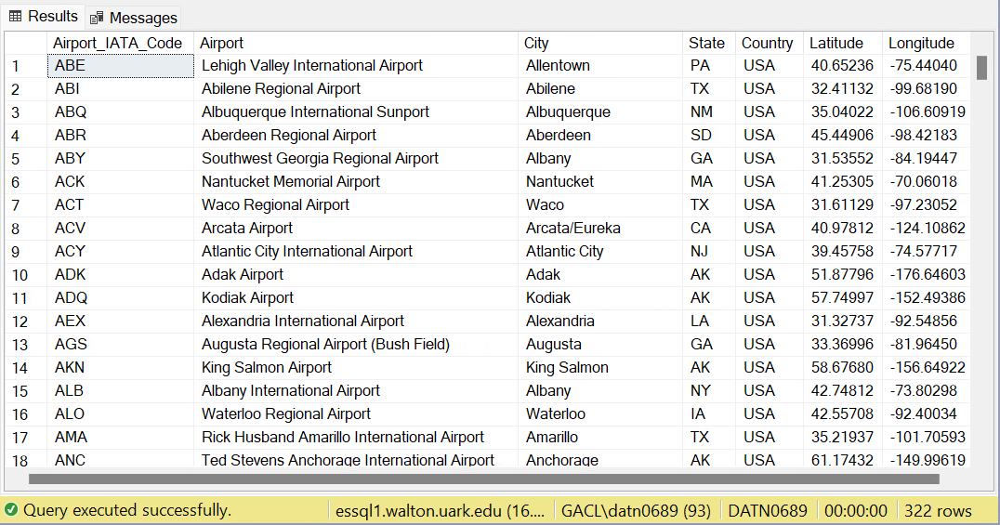 Results Messages
Airport_IATA_Code Airport City State Country Latitude Longitude
1 ABE Lehigh Valley International Airport Allentown PA USA 40.65236 -75.44040
2 ABI Abilene Regional Airport Abilene TX USA 32.41132 -99.68190
3 ABQ Albuquerque International Sunport Albuquerque NM USA 35.04022 -106.60919
4 ABR Aberdeen Regional Airport Aberdeen SD USA 45.44906 -98.42183
5 ABY Southwest Georgia Regional Airport Albany GA USA 31.53552 -84.19447
6 ACK Nantucket Memorial Airport Nantucket MA USA 41.25305 -70.06018
7 ACT Waco Regional Airport Waco TX USA 31.61129 -97.23052
8 ACV Arcata Airport Arcata/Eureka CA USA 40.97812 -124.10862
9 ACY Atlantic City International Airport Atlantic City NJ USA 39.45758 -74.57717
10 ADK Adak Airport Adak AK USA 51.87796 -176.64603
11 ADQ Kodiak Airport Kodiak AK USA 57.74997 -152.49386
12 AEX Alexandria International Airport Alexandria LA USA 31.32737 -92.54856
13 AGS Augusta Regional Airport (Bush Field) Augusta GA USA 33.36996 -81.96450
14 AKN King Salmon Airport King Salmon AK USA 58.67680 -156.64922
15 ALB Albany International Airport Albany NY USA 42.74812 -73.80298
16 ALO Waterloo Regional Airport Waterloo IA USA 42.55708 -92.40034
17 AMA Rick Husband Amarillo International Airport Amarillo TX USA 35.21937 -101.70593
18 ANC Ted Stevens Anchorage International Airport Anchorage AK USA 61.17432 -149.99619
Query executed successfully. essql1.walton.uark.edu (16.... GACL\datn0689 (93) DATN0689 00:00:00 322 rows